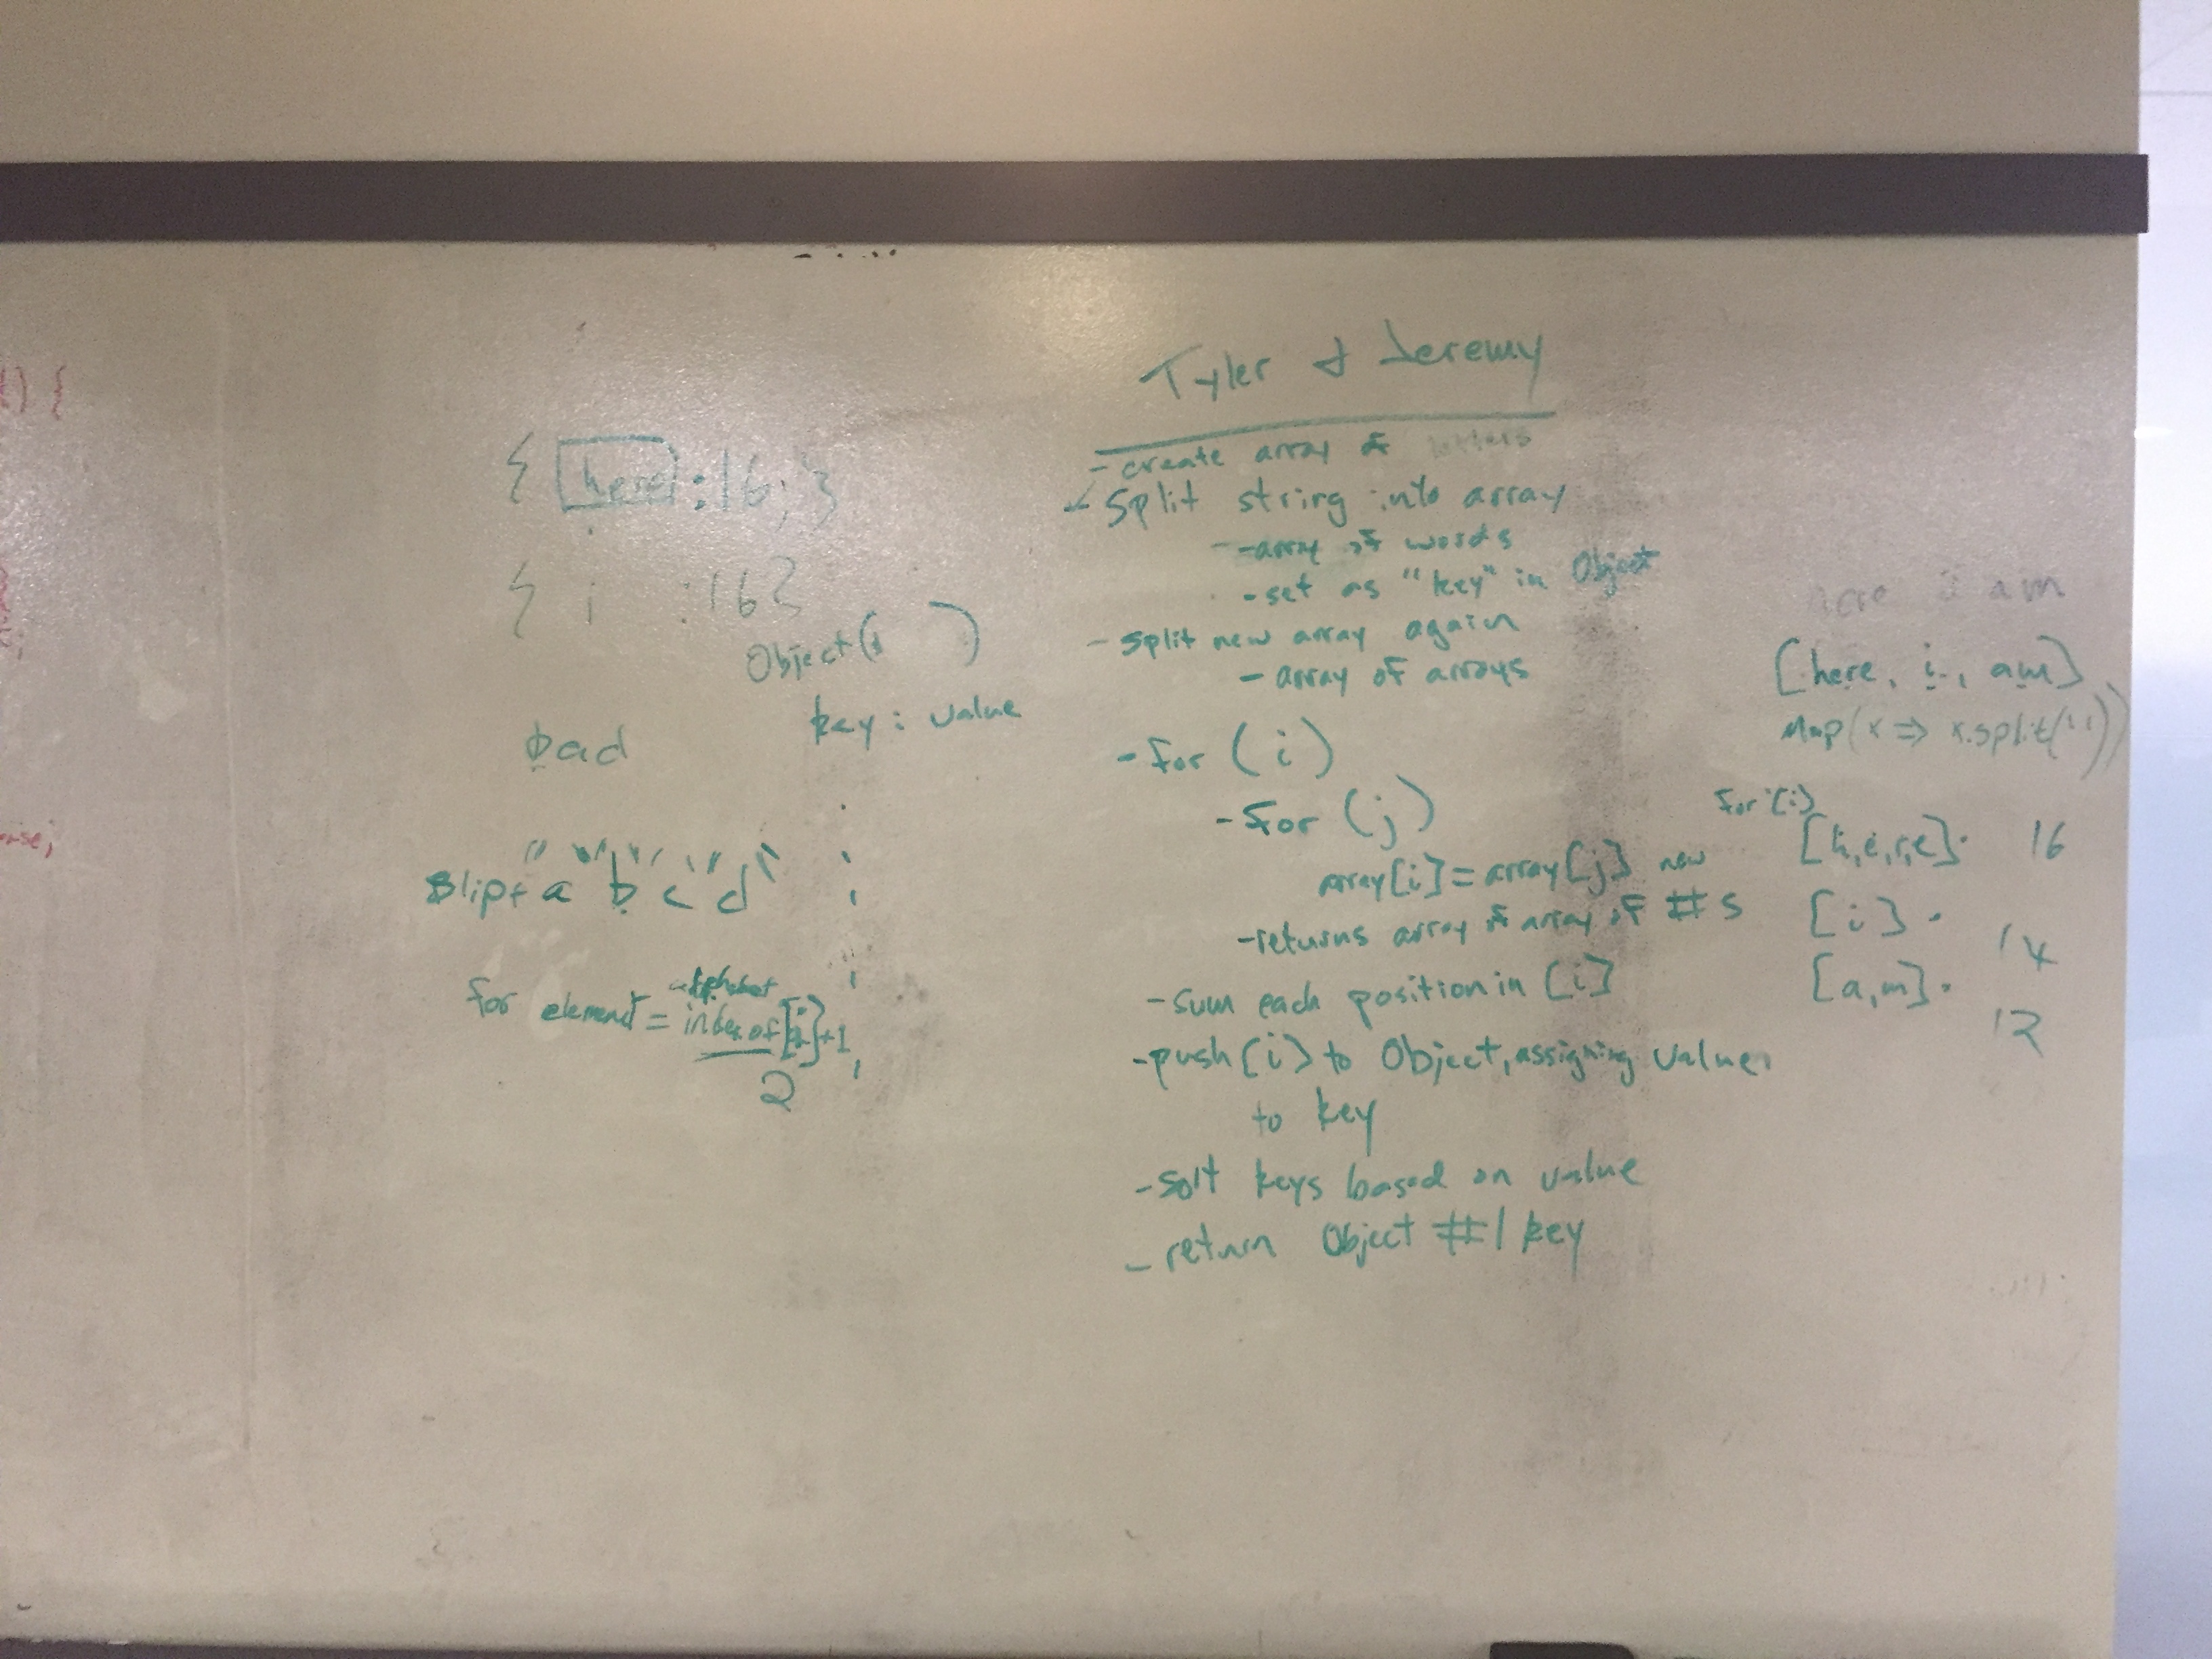 ) {
{ here : 16, }
{ i : 16 }
Object(
key : value
bad
Slipt a" "b" "c" "d"
for element = alphabet
index of [ ] +1
2
Tyler & Jeremy
- create array of letters
Split string into array
- array of words
- set as "key" in Object
- split new array again
- array of arrays
- for (i)
- for (j)
array[i] = array[j] new
- returns array of array of #s
- sum each position in [i]
- push [i] to Object, assigning value
to key
- sort keys based on value
- return Object #1 key
here i am
[here, i, am]
Map(x => x.split(''))
for (i)
[h,e,r,e]. 16
[i]. 14
[a,m]. 12